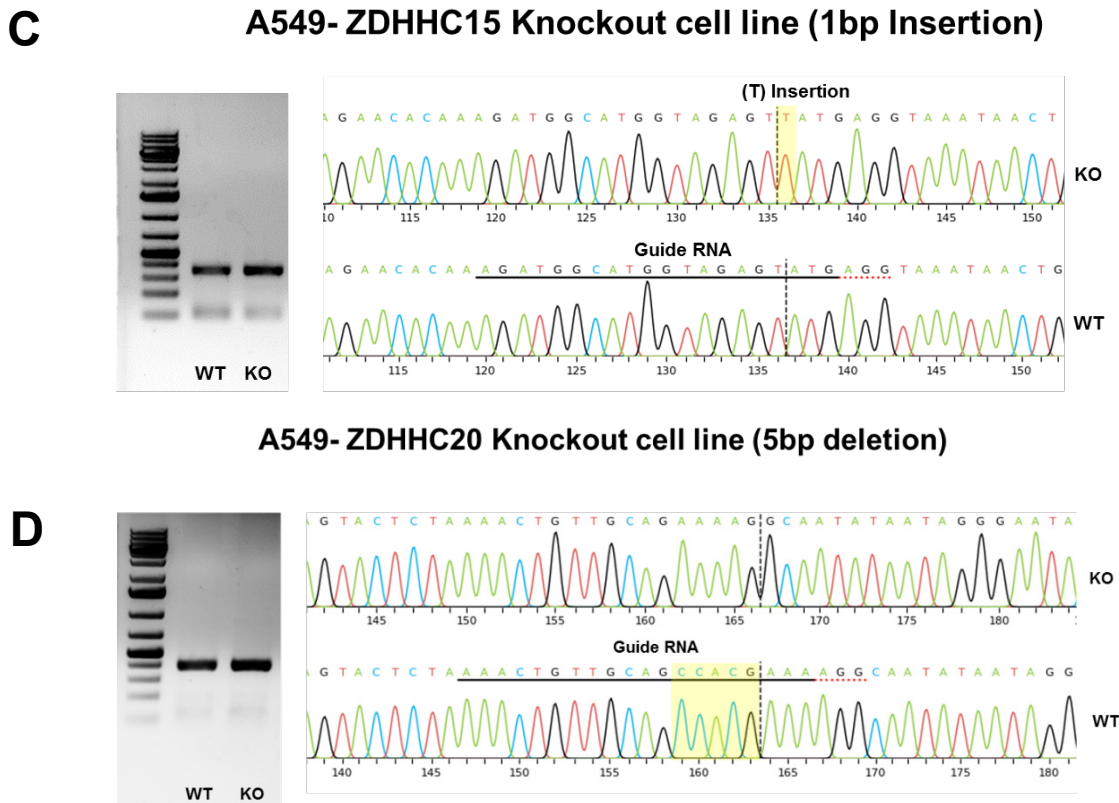 C
A549- ZDHHC15 Knockout cell line (1bp Insertion)
(T) Insertion
G A A C A C A A A G A T G G C A T G G T A G A G T T A T G A G G T A A A T A A C T
KO
10 115 120 125 130 135 140 145 150
Guide RNA
A G A A C A C A A A G A T G G C A T G G T A G A G T A T G A G G T A A A T A A C T G
WT
115 120 125 130 135 140 145 150
WT KO
A549- ZDHHC20 Knockout cell line (5bp deletion)
D
G T A C T C T A A A A C T G T T G C A G A A A A G G C A A T A T A A T A G G G A A T A
KO
145 150 155 160 165 170 175 180
Guide RNA
G T A C T C T A A A A C T G T T G C A G C C A C G A A A A G G C A A T A T A A T A G G
WT
140 145 150 155 160 165 170 175 180
WT KO